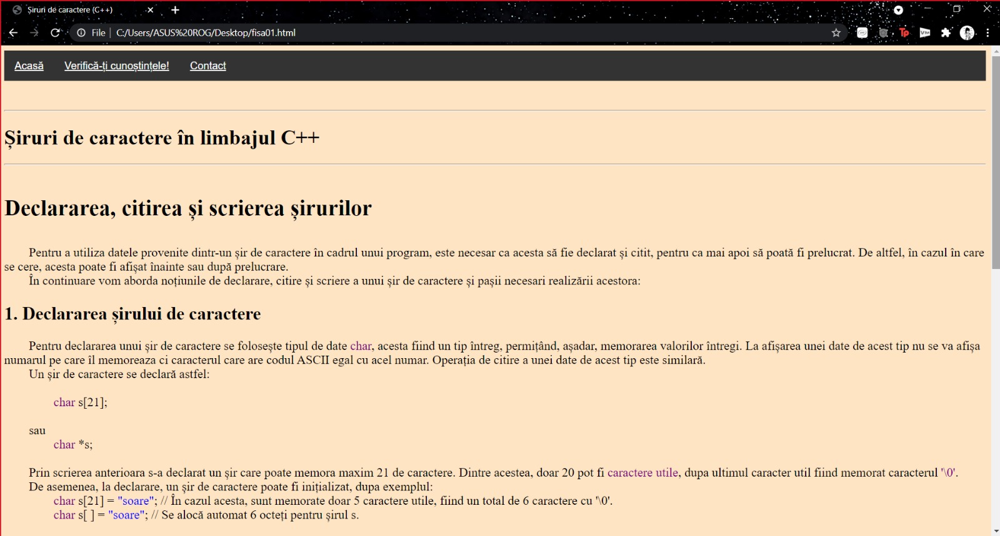 Șiruri de caractere (C++)
File | C:/Users/ASUS%20ROG/Desktop/fisa01.html
Tp
VM
Acasă Verifică-ți cunoștințele! Contact
Șiruri de caractere în limbajul C++
Declararea, citirea și scrierea șirurilor
Pentru a utiliza datele provenite dintr-un șir de caractere în cadrul unui program, este necesar ca acesta să fie declarat și citit, pentru ca mai apoi să poată fi prelucrat. De altfel, în cazul în care
se cere, acesta poate fi afișat înainte sau după prelucrare.
În continuare vom aborda noțiunile de declarare, citire și scriere a unui șir de caractere și pașii necesari realizării acestora:
1. Declararea șirului de caractere
Pentru declararea unui șir de caractere se folosește tipul de date char, acesta fiind un tip întreg, permițând, așadar, memorarea valorilor întregi. La afișarea unei date de acest tip nu se va afișa
numarul pe care îl memoreaza ci caracterul care are codul ASCII egal cu acel numar. Operația de citire a unei date de acest tip este similară.
Un șir de caractere se declară astfel:
char s[21];
sau
char *s;
Prin scrierea anterioara s-a declarat un șir care poate memora maxim 21 de caractere. Dintre acestea, doar 20 pot fi caractere utile, dupa ultimul caracter util fiind memorat caracterul '\0'.
De asemenea, la declarare, un șir de caractere poate fi inițializat, dupa exemplul:
char s[21] = "soare"; // În cazul acesta, sunt memorate doar 5 caractere utile, fiind un total de 6 caractere cu '\0'.
char s[ ] = "soare"; // Se alocă automat 6 octeți pentru șirul s.